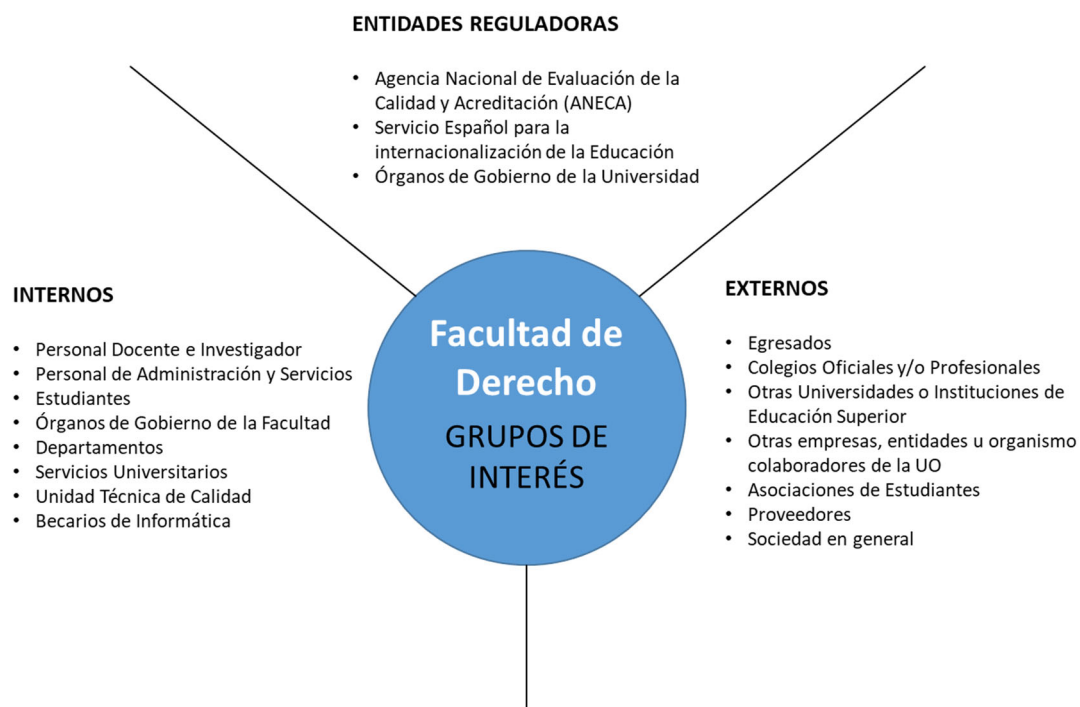 ENTIDADES REGULADORAS
• Agencia Nacional de Evaluación de la
Calidad y Acreditación (ANECA)
• Servicio Español para la
internacionalización de la Educación
• Órganos de Gobierno de la Universidad
INTERNOS
• Personal Docente e Investigador
• Personal de Administración y Servicios
• Estudiantes
• Órganos de Gobierno de la Facultad
• Departamentos
• Servicios Universitarios
• Unidad Técnica de Calidad
• Becarios de Informática
Facultad de
Derecho
GRUPOS DE
INTERÉS
EXTERNOS
• Egresados
• Colegios Oficiales y/o Profesionales
• Otras Universidades o Instituciones de
Educación Superior
• Otras empresas, entidades u organismo
colaboradores de la UO
• Asociaciones de Estudiantes
• Proveedores
• Sociedad en general